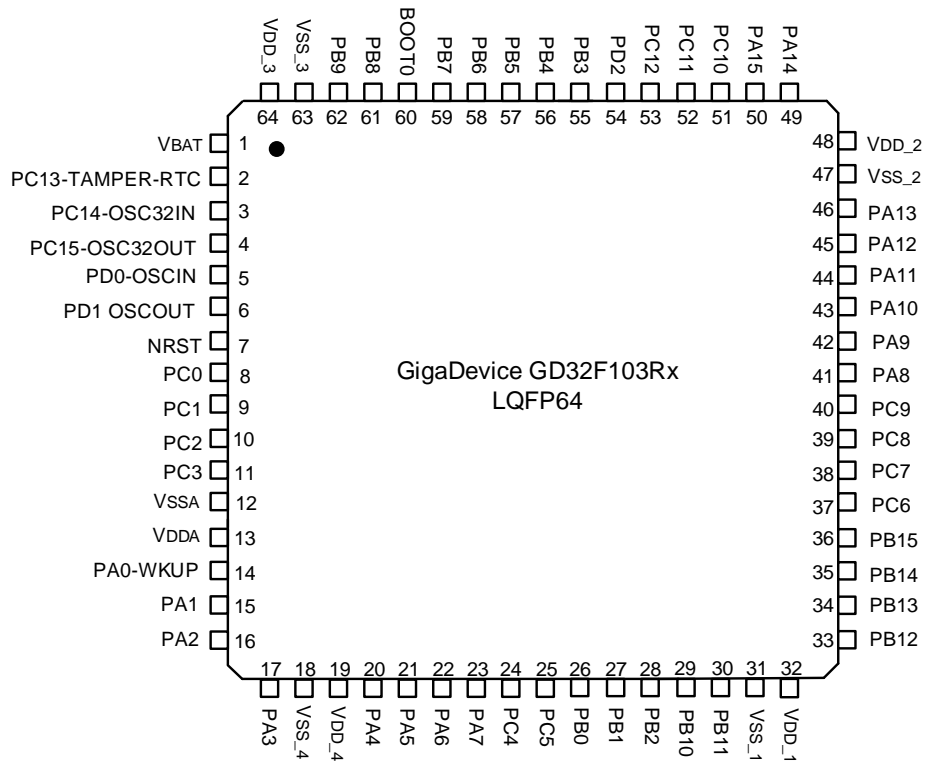 VDD_3 VSS_3 PB9 PB8 BOOT0 PB7 PB6 PB5 PB4 PB3 PD2 PC12 PC11 PC10 PA15 PA14
64 63 62 61 60 59 58 57 56 55 54 53 52 51 50 49
VBAT 1 48 VDD_2
PC13-TAMPER-RTC 2 47 VSS_2
PC14-OSC32IN 3 46 PA13
PC15-OSC32OUT 4 45 PA12
PD0-OSCIN 5 44 PA11
PD1 OSCOUT 6 43 PA10
NRST 7 42 PA9
PC0 8 41 PA8
GigaDevice GD32F103Rx
LQFP64
PC1 9 40 PC9
PC2 10 39 PC8
PC3 11 38 PC7
VSSA 12 37 PC6
VDDA 13 36 PB15
PA0-WKUP 14 35 PB14
PA1 15 34 PB13
PA2 16 33 PB12
17 18 19 20 21 22 23 24 25 26 27 28 29 30 31 32
PA3 VSS_4 VDD_4 PA4 PA5 PA6 PA7 PC4 PC5 PB0 PB1 PB2 PB10 PB11 VSS_1 VDD_1